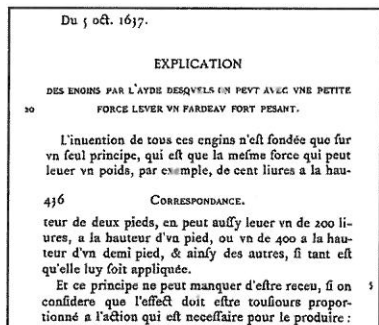 Du 5 oct. 1637.
EXPLICATION
DES ENGINS PAR L'AYDE DESQVELS ON PEVT AVEC VNE PETITE
20 FORCE LEVER VN FARDEAV FORT PESANT.
L'inuention de tous ces engins n'eſt fondée que ſur
vn ſeul principe, qui eſt que la meſme force qui peut
leuer vn poids, par exemple, de cent liures a la hau-
436 CORRESPONDANCE.
teur de deux pieds, en peut auſſy leuer vn de 200 li-
ures, a la hauteur d'vn pied, ou vn de 400 a la hau-
teur d'vn demi pied, & ainſy des autres, ſi tant eſt
qu'elle luy ſoit appliquée.
Et ce principe ne peut manquer d'eſtre receu, ſi on 5
conſidere que l'effect doit eſtre touſiours propor-
tionné a l'action qui eſt neceſſaire pour le produire :